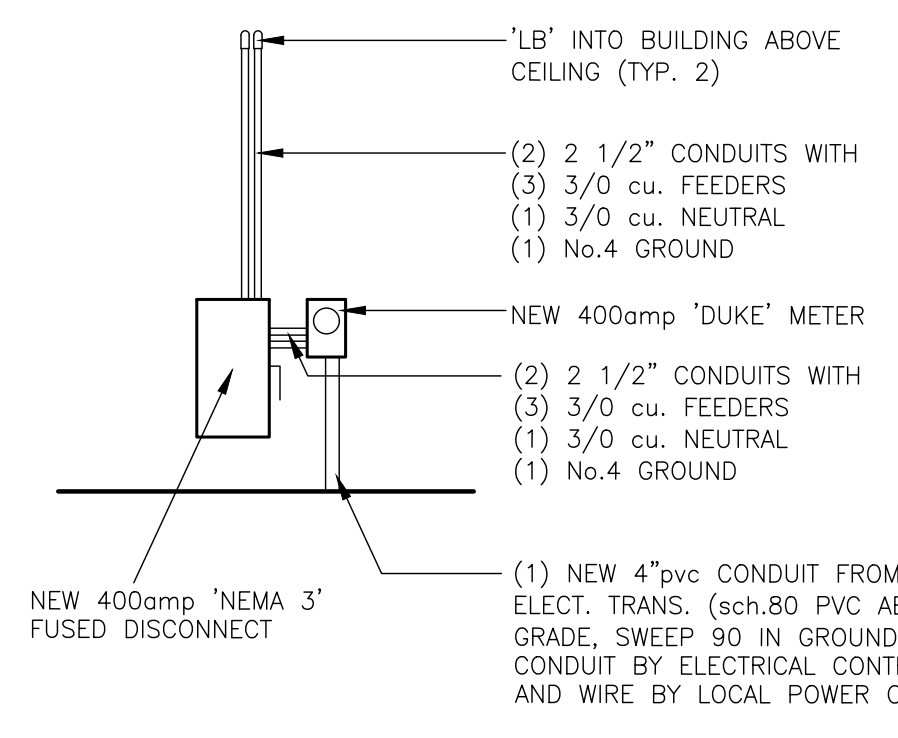 'LB' INTO BUILDING ABOVE
CEILING (TYP. 2)
(2) 2 1/2" CONDUITS WITH
(3) 3/0 cu. FEEDERS
(1) 3/0 cu. NEUTRAL
(1) No.4 GROUND
NEW 400amp 'DUKE' METER
(2) 2 1/2" CONDUITS WITH
(3) 3/0 cu. FEEDERS
(1) 3/0 cu. NEUTRAL
(1) No.4 GROUND
NEW 400amp 'NEMA 3'
FUSED DISCONNECT
(1) NEW 4"pvc CONDUIT FROM
ELECT. TRANS. (sch.80 PVC
GRADE, SWEEP 90 IN GROUND
CONDUIT BY ELECTRICAL
AND WIRE BY LOCAL POWER